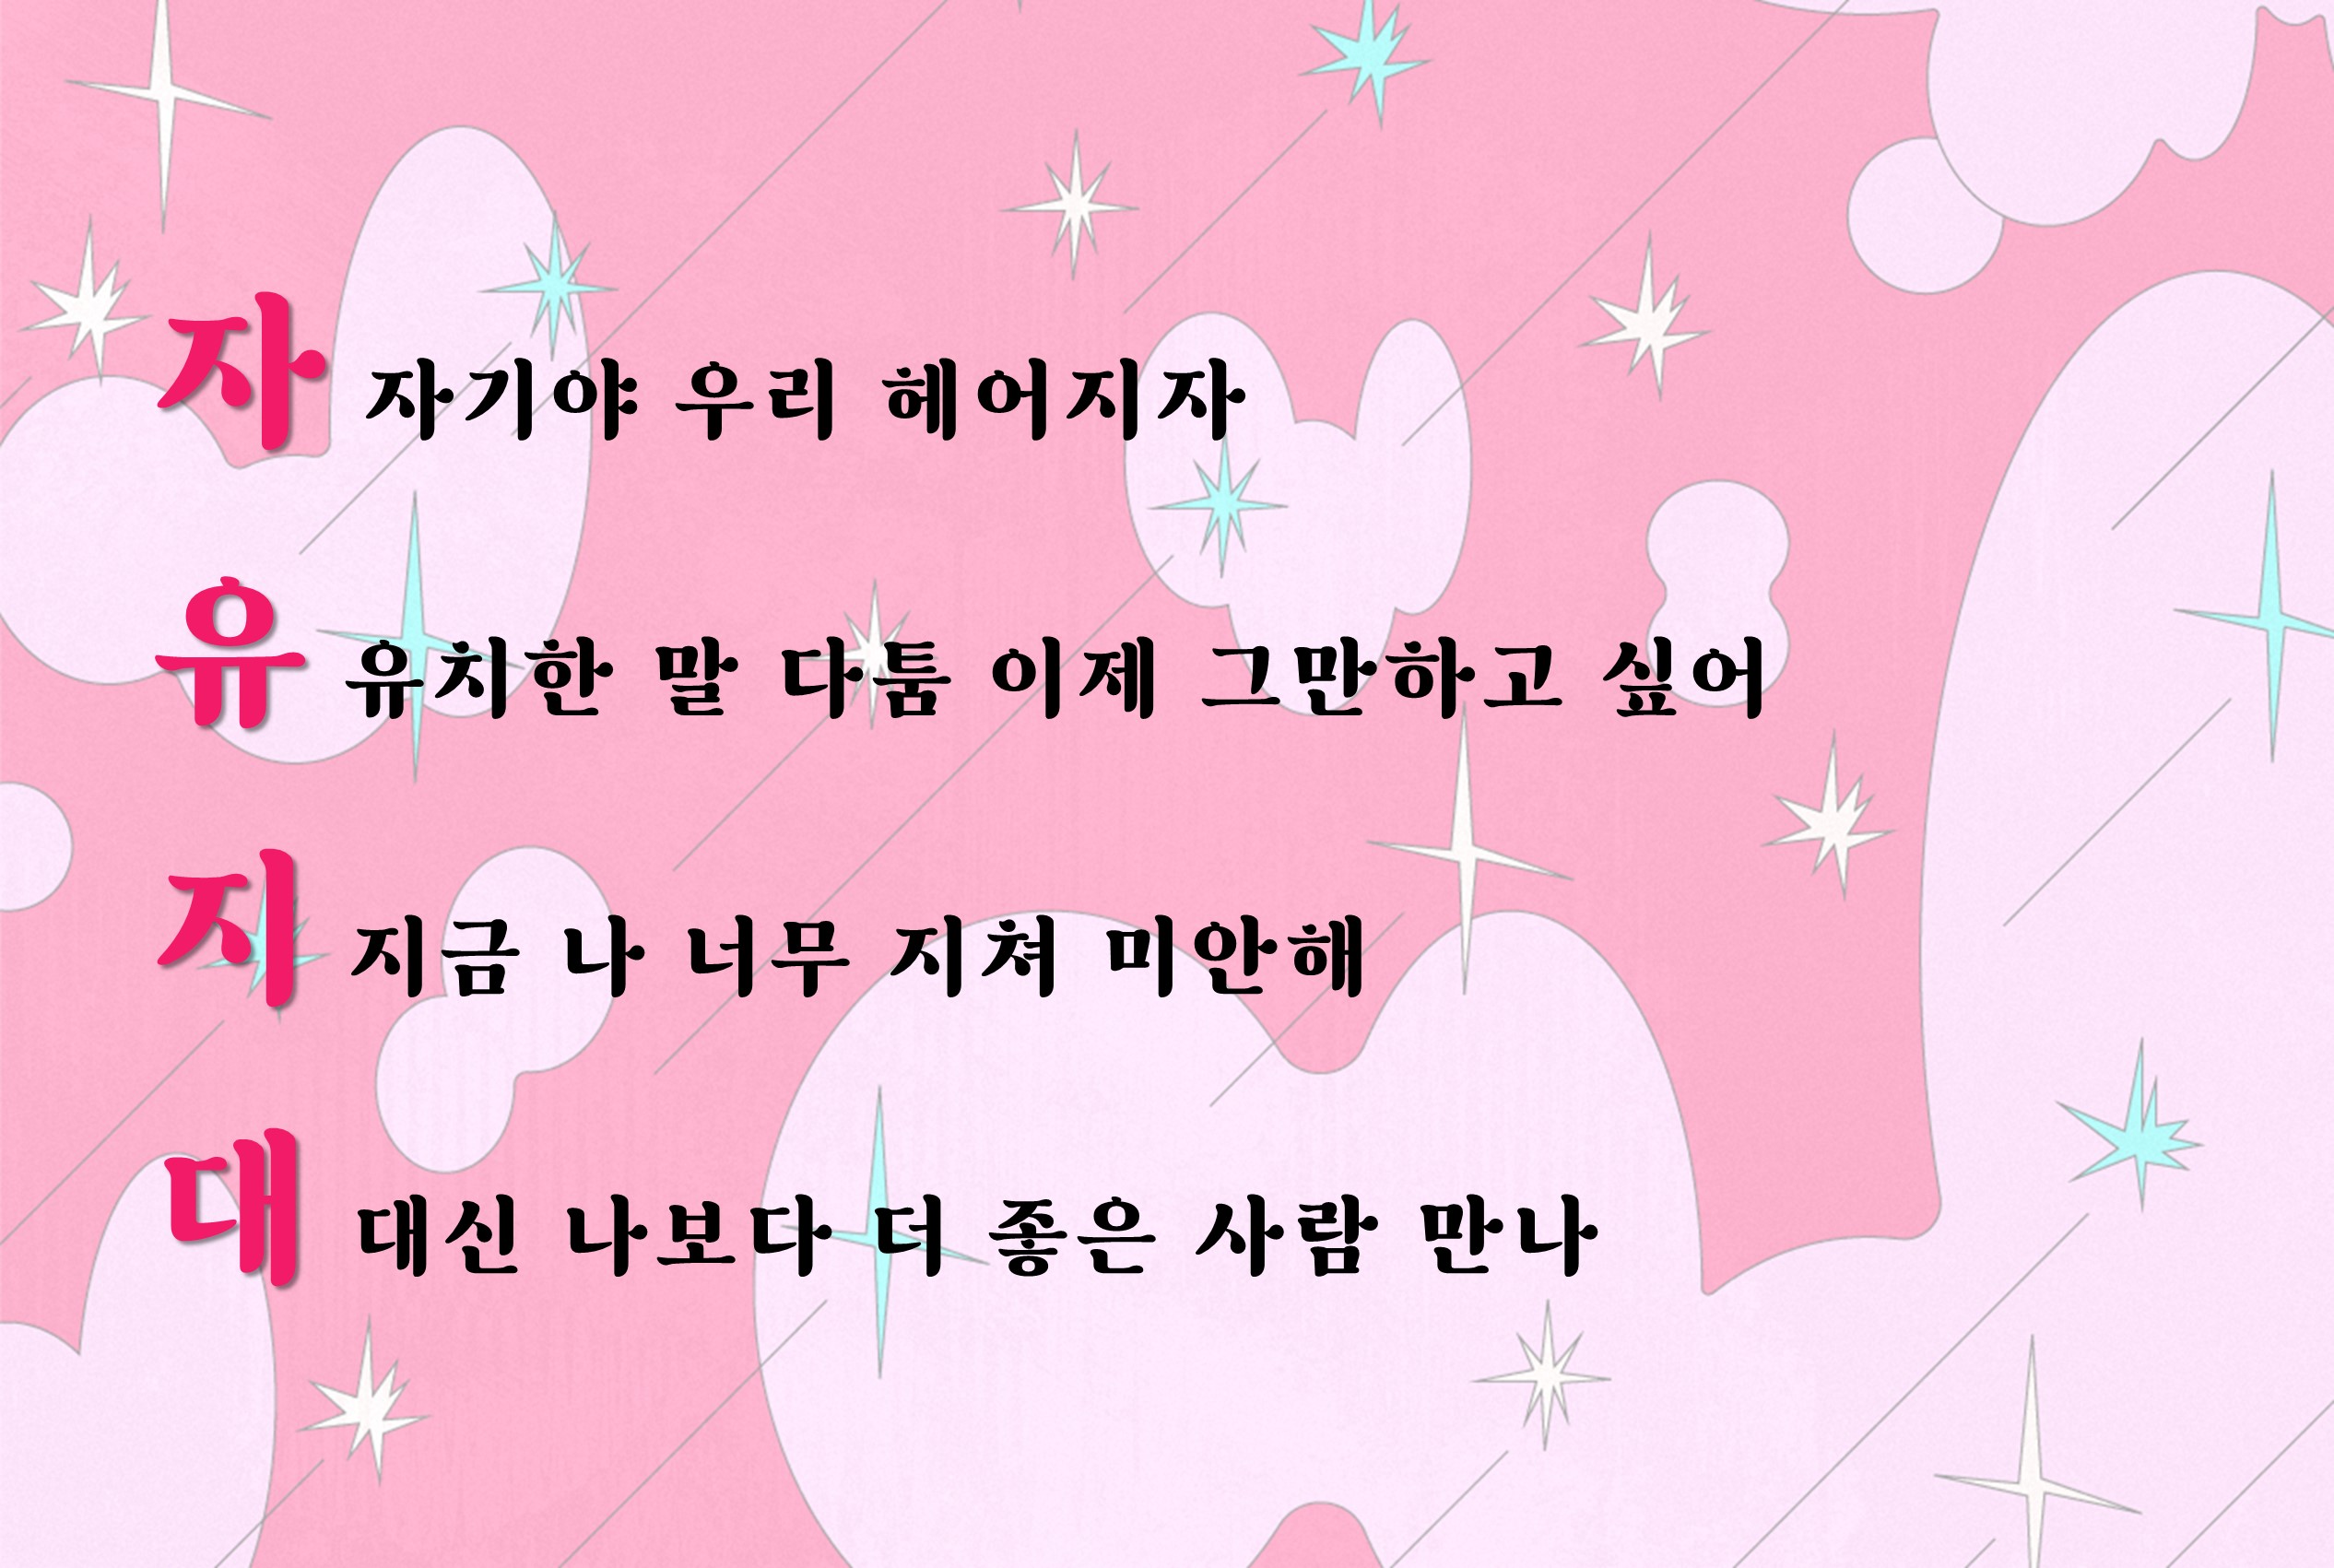 자 자기야 우리 헤어지자
유 유치한 말 다툼 이제 그만하고 싶어
지 지금 나 너무 지쳐 미안해
대 대신 나보다 더 좋은 사람 만나